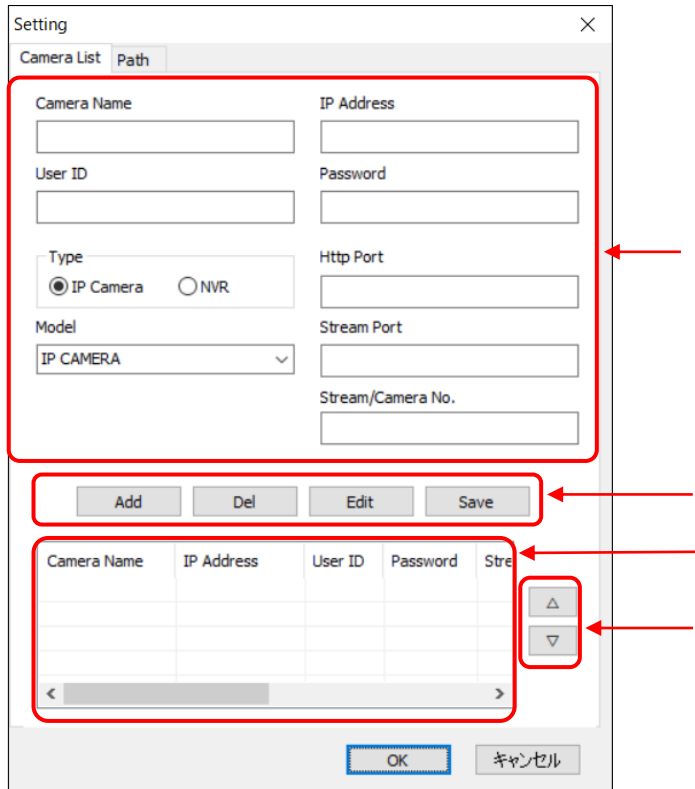 Setting
Camera List Path
Camera Name IP Address
User ID Password
Type Http Port
IP Camera NVR
Model Stream Port
IP CAMERA
Stream/Camera No.
Add Del Edit Save
Camera Name IP Address User ID Password Stre
OK キャンセル